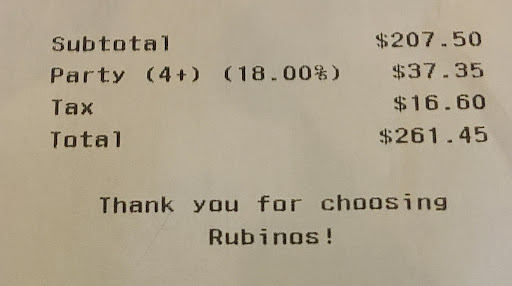 Subtotal $207.50
Party (4+) (18.00%) $37.35
Tax $16.60
Total $261.45
Thank you for choosing
Rubinos!